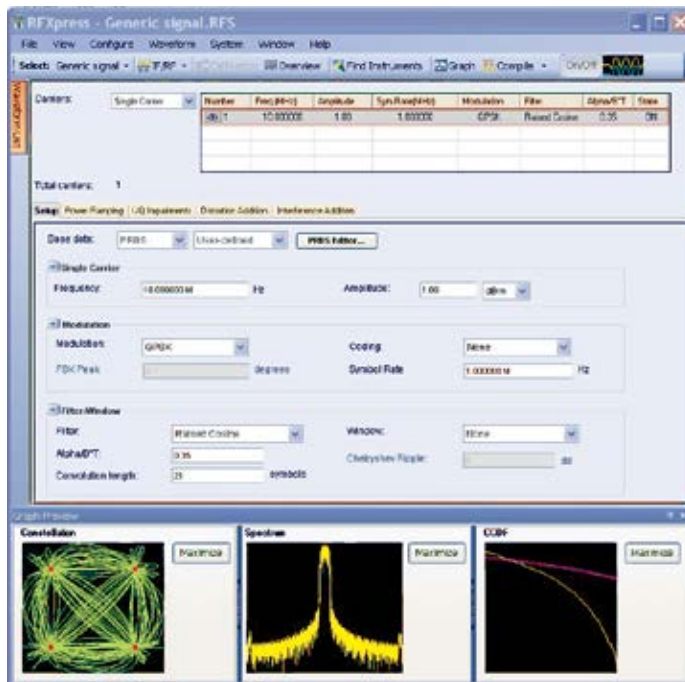 RFXpress - Generic signal.RFS
File View Configure Waveform System Window Help
Select: Generic signal IF/RF Overview Find Instruments Graph Compile On/Off
Waveform List
Carriers: Single Carrier
Number Freq.(MHz) Amplitude Sym.Rate(MHz) Modulation Filter Alpha/B*T State
1 10.000000 1.00 1.000000 QPSK Raised Cosine 0.35 ON
Total carriers: 1
Setup Power Ramping I/Q Impairments Distortion Addition Interference Addition
Base data: PRBS User-defined PRBS Editor...
Single Carrier
Frequency: 10.000000 M Hz Amplitude: 1.00 dBm
Modulation
Modulation: QPSK Coding: None
FSK Peak degrees Symbol Rate 1.000000 M Hz
Filter/Window
Filter: Raised Cosine Window: None
Alpha/B*T: 0.35 Chebyshev Ripple:
Convolution length: symbols
Graph Preview
Constellation Maximize
Spectrum Maximize
CCDF Maximize